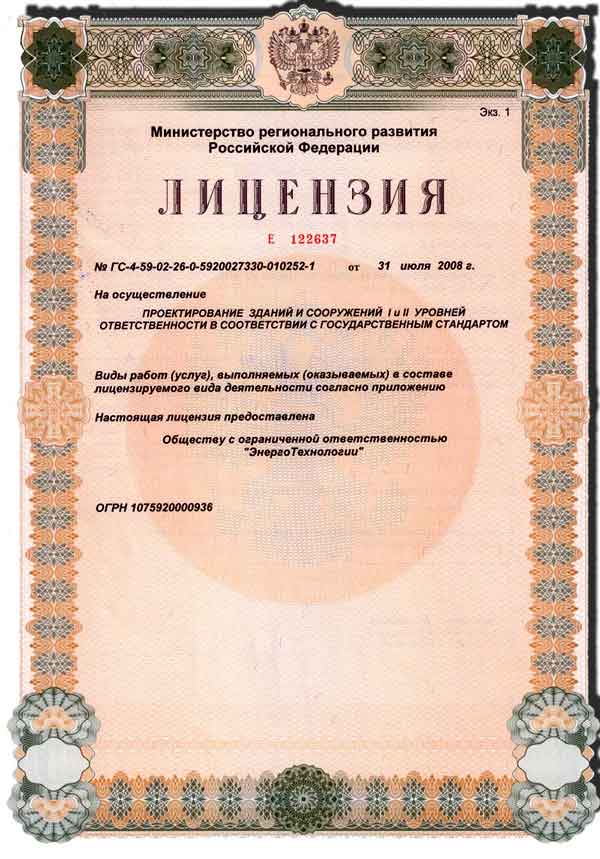 Экз. 1
Министерство регионального развития
Российской Федерации
ЛИЦЕНЗИЯ
Е 122637
№ ГС-4-59-02-26-0-5920027330-010252-1 от 31 июля 2008 г.
На осуществление
ПРОЕКТИРОВАНИЕ ЗДАНИЙ И СООРУЖЕНИЙ I и II УРОВНЕЙ
ОТВЕТСТВЕННОСТИ В СООТВЕТСТВИИ С ГОСУДАРСТВЕННЫМ СТАНДАРТОМ
Виды работ (услуг), выполняемых (оказываемых) в составе
лицензируемого вида деятельности согласно приложению
Настоящая лицензия предоставлена
Обществу с ограниченной ответственностью
"ЭнергоТехнологии"
ОГРН 1075920000936